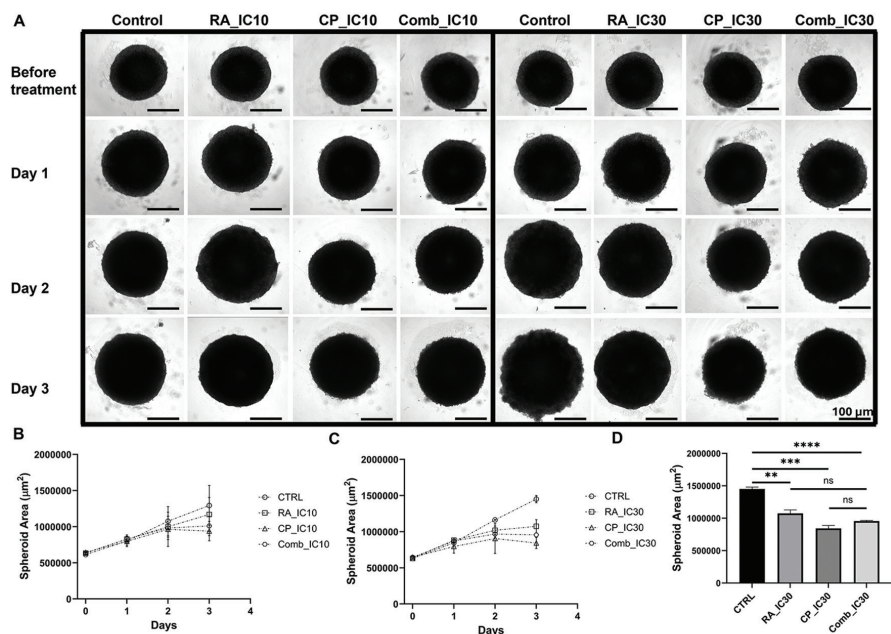 A
Control RA_IC10 CP_IC10 Comb_IC10 Control RA_IC30 CP_IC30 Comb_IC30
Before
treatment
Day 1
Day 2
Day 3
100 µm
B
Spheroid Area (µm²)
2000000
1500000
1000000
500000
0
0 1 2 3 4
Days
CTRL
RA_IC10
CP_IC10
Comb_IC10
C
Spheroid Area (µm²)
2000000
1500000
1000000
500000
0
0 1 2 3 4
Days
CTRL
RA_IC30
CP_IC30
Comb_IC30
D
Spheroid Area (µm²)
2000000
1500000
1000000
500000
0
****
***
** ns
ns
CTRL
RA_IC30
CP_IC30
Comb_IC30